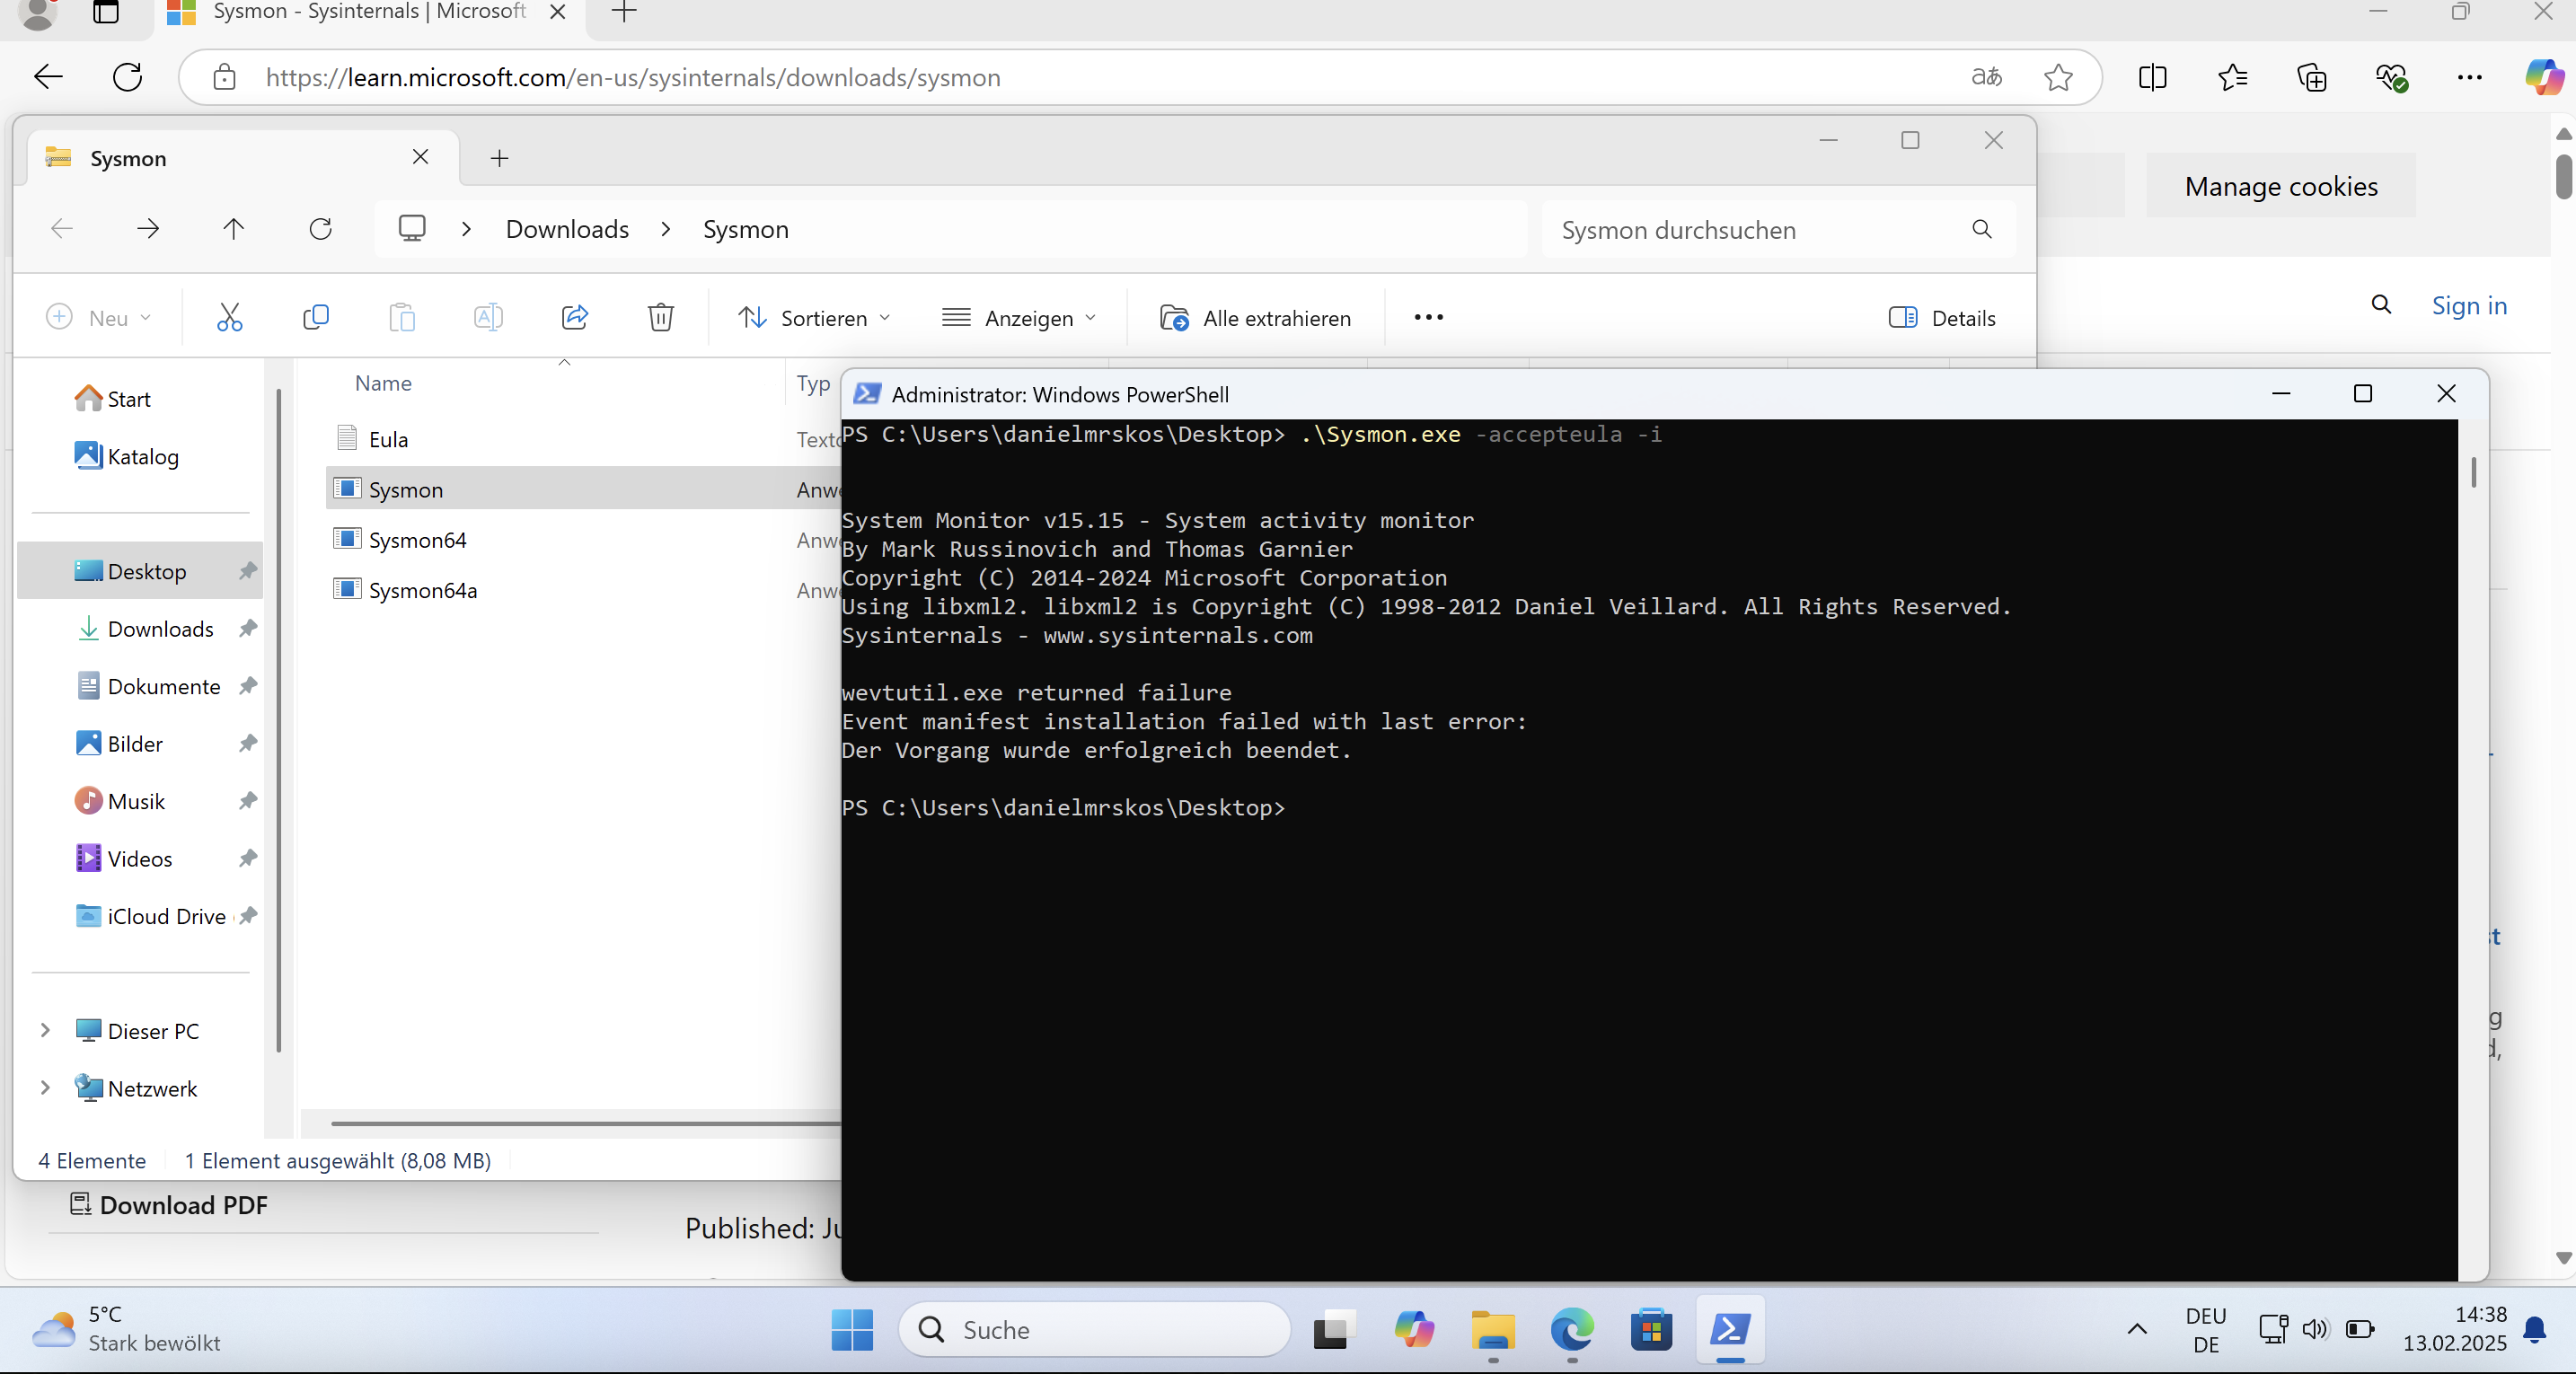 Sysmon - Sysinternals | Microsoft
https://learn.microsoft.com/en-us/sysinternals/downloads/sysmon
aあ
Sysmon
Downloads
Sysmon
Sysmon durchsuchen
Manage cookies
Neu
Sortieren
Anzeigen
Alle extrahieren
Details
Sign in
Name
Typ
Start
Katalog
Desktop
Downloads
Dokumente
Bilder
Musik
Videos
iCloud Drive
Dieser PC
Netzwerk
Eula
Sysmon
Sysmon64
Sysmon64a
4 Elemente
1 Element ausgewählt (8,08 MB)
Administrator: Windows PowerShell
PS C:\Users\danielmrskos\Desktop> .\Sysmon.exe -accepteula -i
System Monitor v15.15 - System activity monitor
By Mark Russinovich and Thomas Garnier
Copyright (C) 2014-2024 Microsoft Corporation
Using libxml2. libxml2 is Copyright (C) 1998-2012 Daniel Veillard. All Rights Reserved.
Sysinternals - www.sysinternals.com
wevtutil.exe returned failure
Event manifest installation failed with last error:
Der Vorgang wurde erfolgreich beendet.
PS C:\Users\danielmrskos\Desktop>
Download PDF
Published:
5°C
Stark bewölkt
Suche
DEU
DE
14:38
13.02.2025